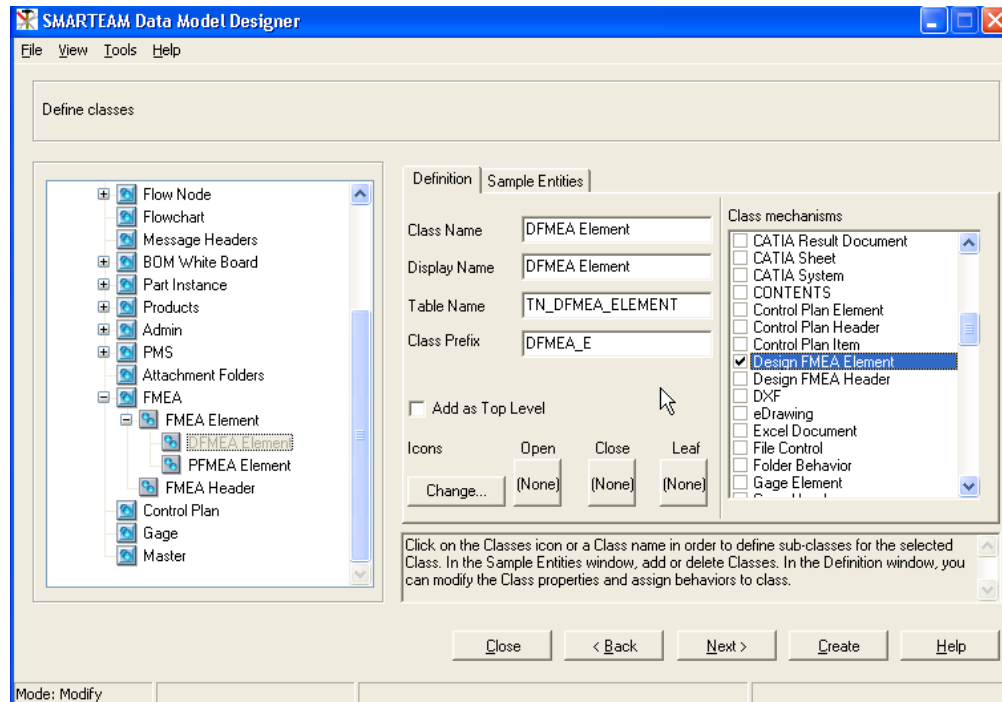 SMARTEAM Data Model Designer
File View Tools Help
Define classes
Flow Node
Flowchart
Message Headers
BOM White Board
Part Instance
Products
Admin
PMS
Attachment Folders
FMEA
FMEA Element
DFMEA Element
PFMEA Element
FMEA Header
Control Plan
Gage
Master
Definition Sample Entities
Class Name DFMEA Element
Display Name DFMEA Element
Table Name TN_DFMEA_ELEMENT
Class Prefix DFMEA_E
Add as Top Level
Icons Open Close Leaf
Change... (None) (None) (None)
Class mechanisms
CATIA Result Document
CATIA Sheet
CATIA System
CONTENTS
Control Plan Element
Control Plan Header
Control Plan Item
Design FMEA Element
Design FMEA Header
DXF
eDrawing
Excel Document
File Control
Folder Behavior
Gage Element
Click on the Classes icon or a Class name in order to define sub-classes for the selected
Class. In the Sample Entities window, add or delete Classes. In the Definition window, you
can modify the Class properties and assign behaviors to class.
Close < Back Next > Create Help
Mode: Modify